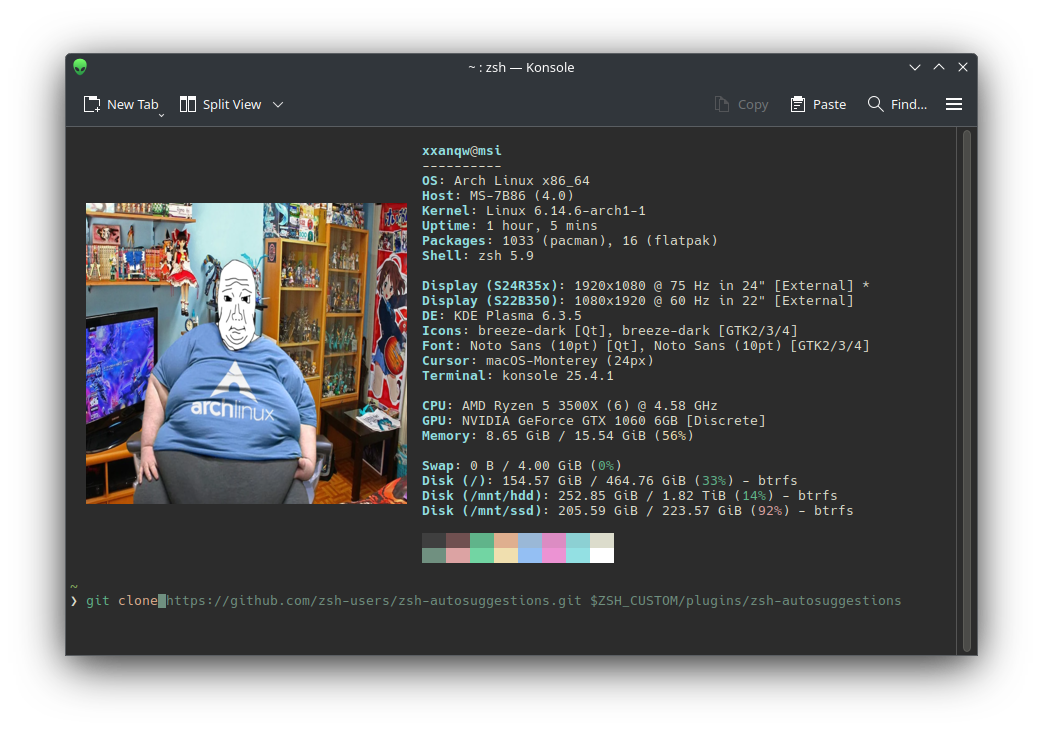 ~ : zsh — Konsole
New Tab Split View Copy Paste Find...
xxanqw@msi
----------
OS: Arch Linux x86_64
Host: MS-7B86 (4.0)
Kernel: Linux 6.14.6-arch1-1
Uptime: 1 hour, 5 mins
Packages: 1033 (pacman), 16 (flatpak)
Shell: zsh 5.9
Display (S24R35x): 1920x1080 @ 75 Hz in 24" [External] *
Display (S22B350): 1080x1920 @ 60 Hz in 22" [External]
DE: KDE Plasma 6.3.5
Icons: breeze-dark [Qt], breeze-dark [GTK2/3/4]
Font: Noto Sans (10pt) [Qt], Noto Sans (10pt) [GTK2/3/4]
Cursor: macOS-Monterey (24px)
Terminal: konsole 25.4.1
CPU: AMD Ryzen 5 3500X (6) @ 4.58 GHz
GPU: NVIDIA GeForce GTX 1060 6GB [Discrete]
Memory: 8.65 GiB / 15.54 GiB (56%)
Swap: 0 B / 4.00 GiB (0%)
Disk (/): 154.57 GiB / 464.76 GiB (33%) - btrfs
Disk (/mnt/hdd): 252.85 GiB / 1.82 TiB (14%) - btrfs
Disk (/mnt/ssd): 205.59 GiB / 223.57 GiB (92%) - btrfs
archlinux
~
❯ git clone https://github.com/zsh-users/zsh-autosuggestions.git $ZSH_CUSTOM/plugins/zsh-autosuggestions